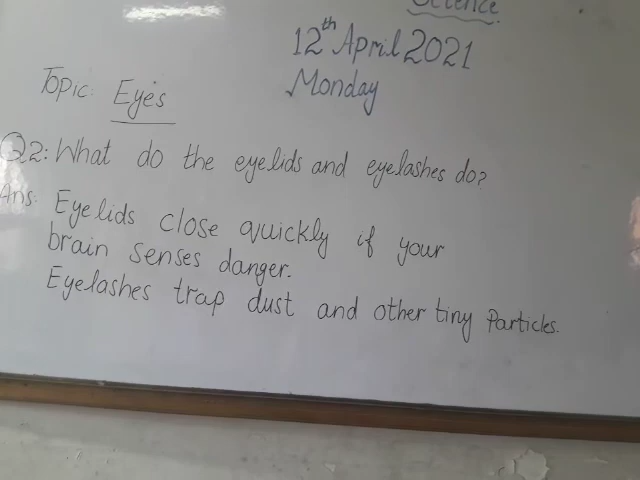 Science
12th April 2021
Monday
Topic: Eyes
Q2: What do the eyelids and eyelashes do?
Ans: Eyelids close quickly if your
brain senses danger.
Eyelashes trap dust and other tiny Particles.